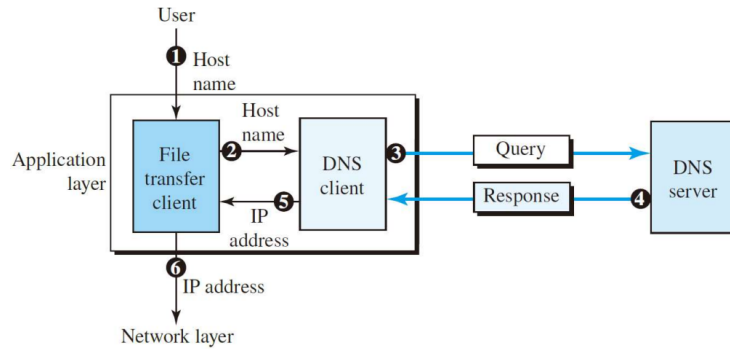 User
1
Host
name
Application
layer
File
transfer
client
2
Host
name
DNS
client
3
Query
DNS
server
4
Response
5
IP
address
6
IP address
Network layer